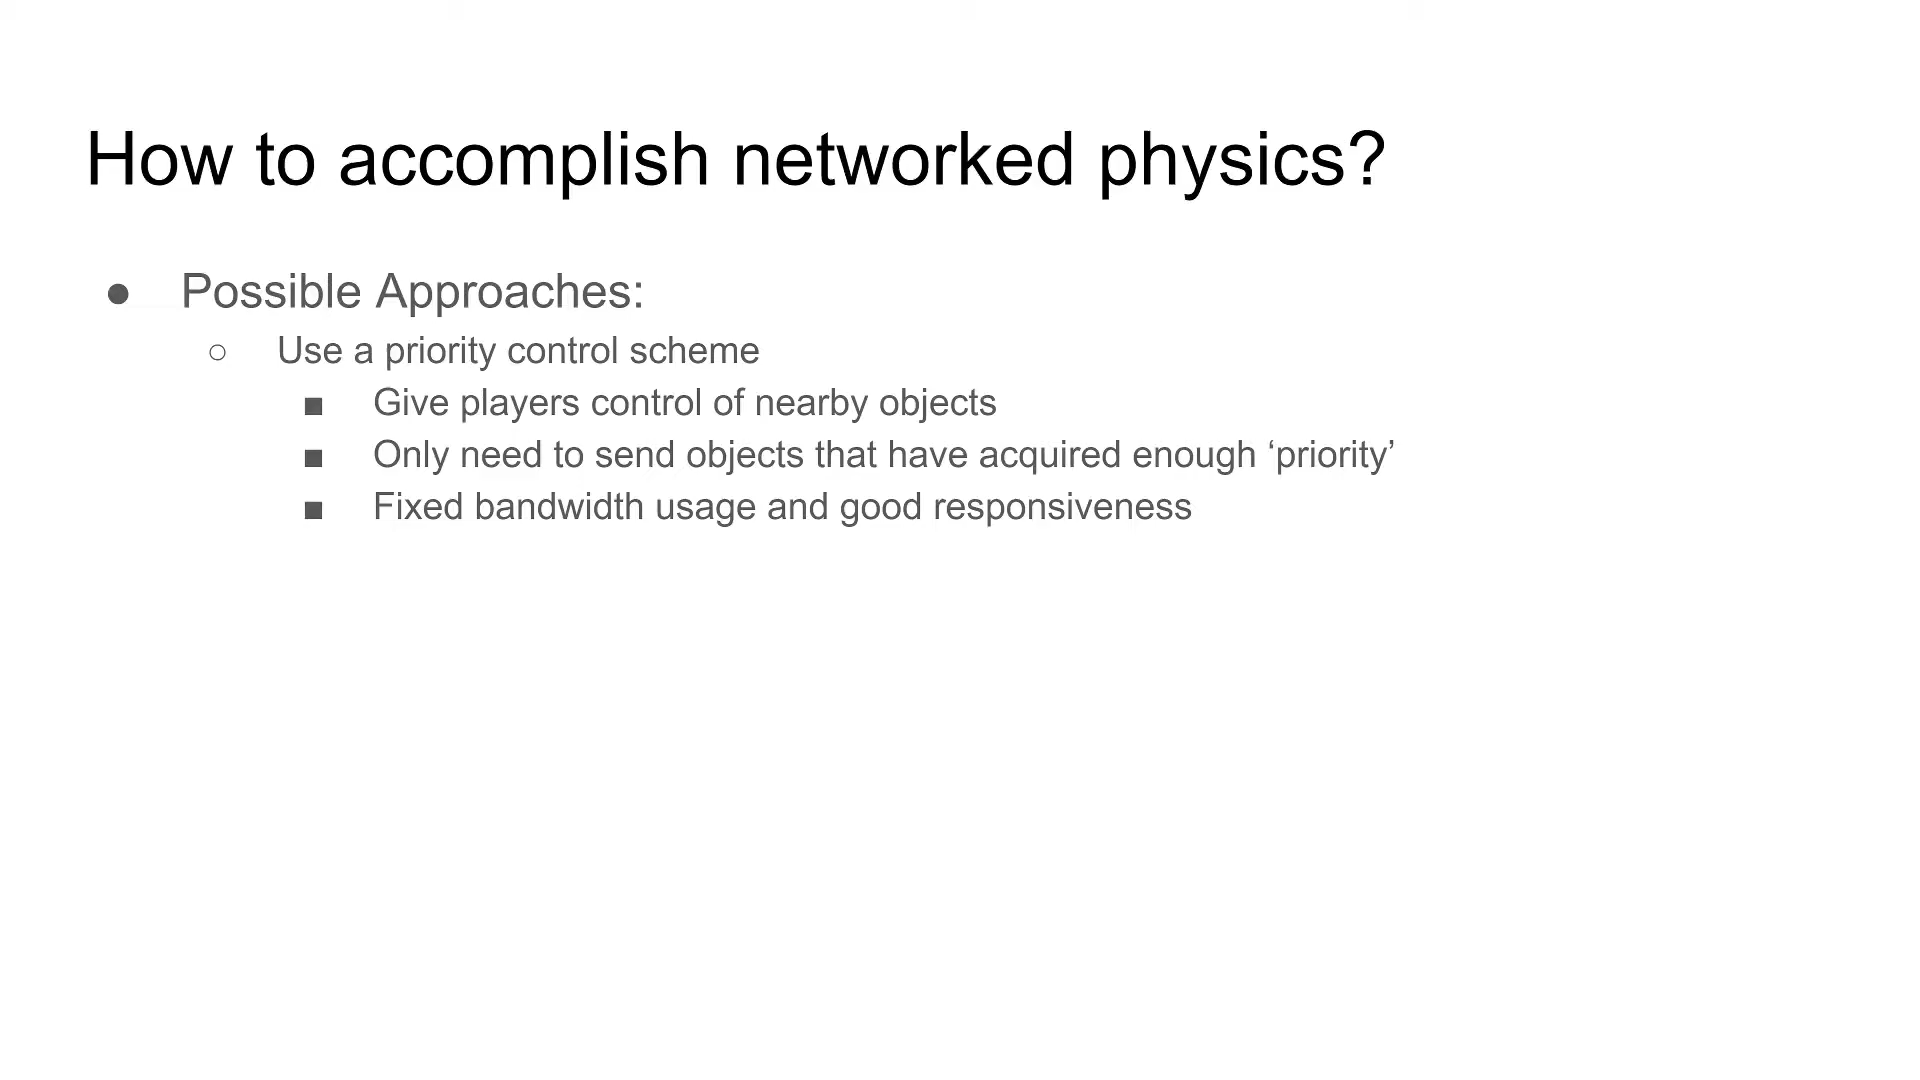 How to accomplish networked physics?
● Possible Approaches:
○ Use a priority control scheme
■ Give players control of nearby objects
■ Only need to send objects that have acquired enough ‘priority’
■ Fixed bandwidth usage and good responsiveness